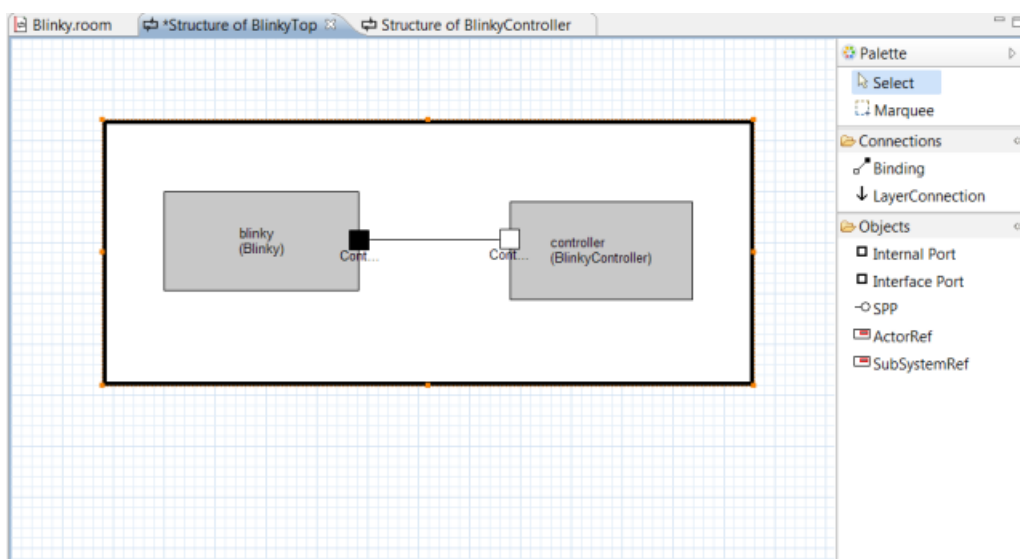 Blinky.room
*Structure of BlinkyTop
Structure of BlinkyController
Palette
Select
Marquee
Connections
Binding
LayerConnection
Objects
Internal Port
Interface Port
SPP
ActorRef
SubSystemRef
blinky
(Blinky)
Cont...
Cont...
controller
(BlinkyController)